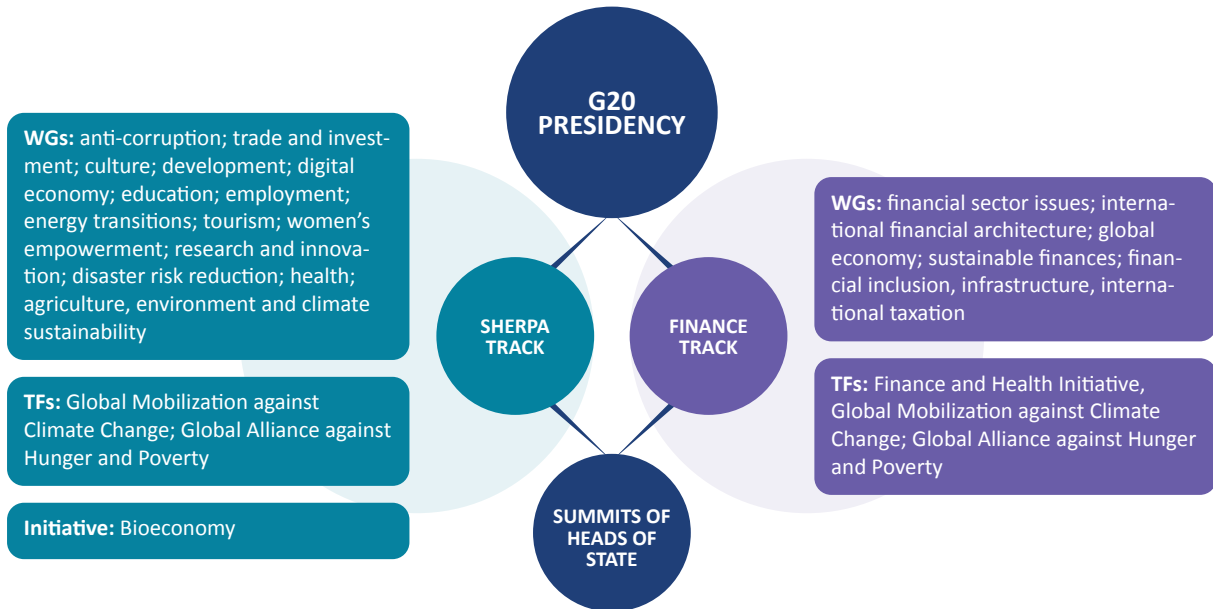 G20
PRESIDENCY
WGs: anti-corruption; trade and invest-
ment; culture; development; digital
economy; education; employment;
energy transitions; tourism; women’s
empowerment; research and innova-
tion; disaster risk reduction; health;
agriculture, environment and climate
sustainability
TFs: Global Mobilization against
Climate Change; Global Alliance against
Hunger and Poverty
Initiative: Bioeconomy
SHERPA
TRACK
FINANCE
TRACK
WGs: financial sector issues; interna-
tional financial architecture; global
economy; sustainable finances; finan-
cial inclusion, infrastructure, interna-
tional taxation
TFs: Finance and Health Initiative,
Global Mobilization against Climate
Change; Global Alliance against Hunger
and Poverty
SUMMITS OF
HEADS OF
STATE